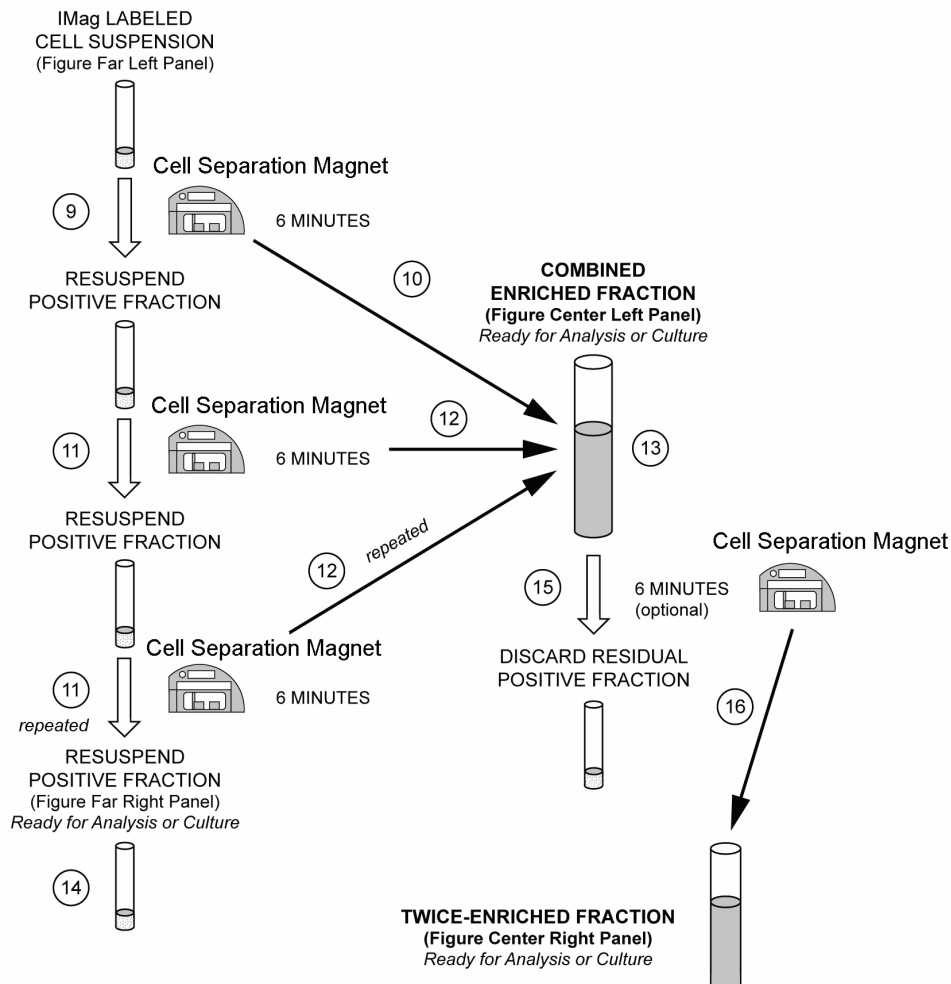 IMag LABELED
CELL SUSPENSION
(Figure Far Left Panel)
Cell Separation Magnet
9
6 MINUTES
10
RESUSPEND
POSITIVE FRACTION
COMBINED
ENRICHED FRACTION
(Figure Center Left Panel)
Ready for Analysis or Culture
Cell Separation Magnet
11
6 MINUTES
12
13
RESUSPEND
POSITIVE FRACTION
12
repeated
Cell Separation Magnet
15
6 MINUTES
(optional)
Cell Separation Magnet
11
repeated
6 MINUTES
DISCARD RESIDUAL
POSITIVE FRACTION
16
RESUSPEND
POSITIVE FRACTION
(Figure Far Right Panel)
Ready for Analysis or Culture
14
TWICE-ENRICHED FRACTION
(Figure Center Right Panel)
Ready for Analysis or Culture